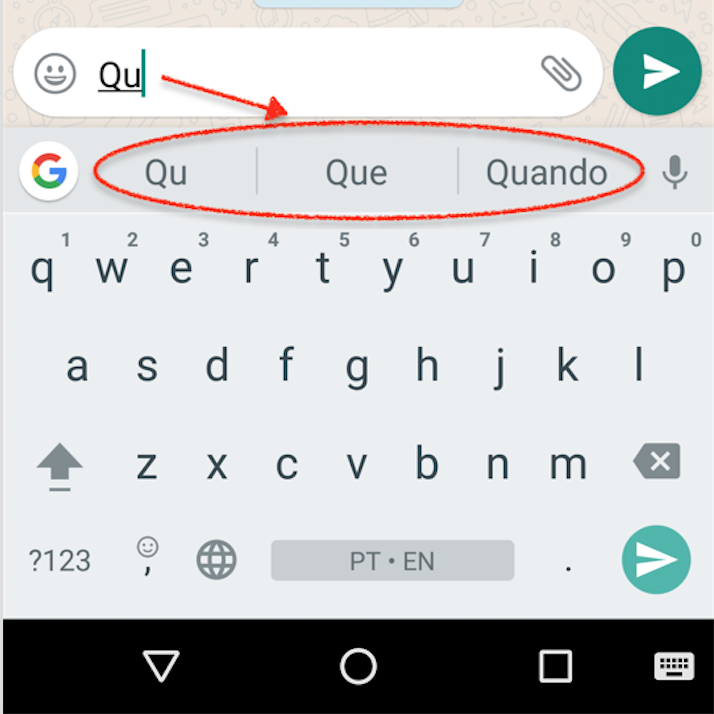 Qu
Qu Que Quando
1 2 3 4 5 6 7 8 9 0
q w e r t y u i o p
a s d f g h j k l
z x c v b n m
?123 , PT • EN .